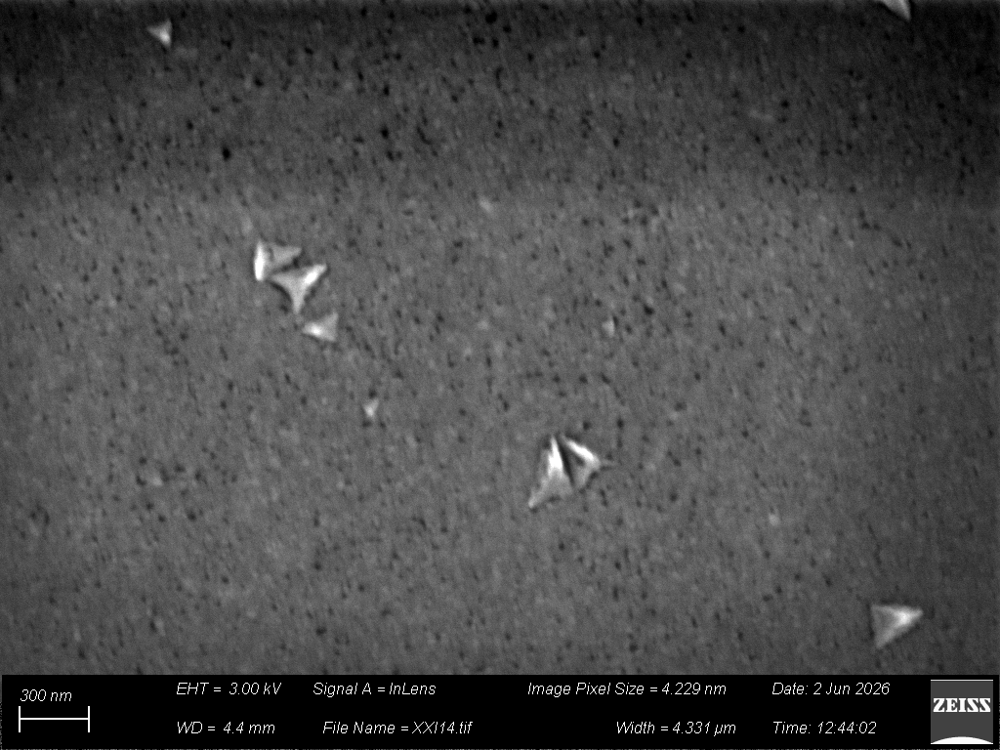 300 nm
EHT = 3.00 kV Signal A = InLens Image Pixel Size = 4.229 nm Date: 2 Jun 2026
WD = 4.4 mm File Name = XXI14.tif Width = 4.331 µm Time: 12:44:02
ZEISS